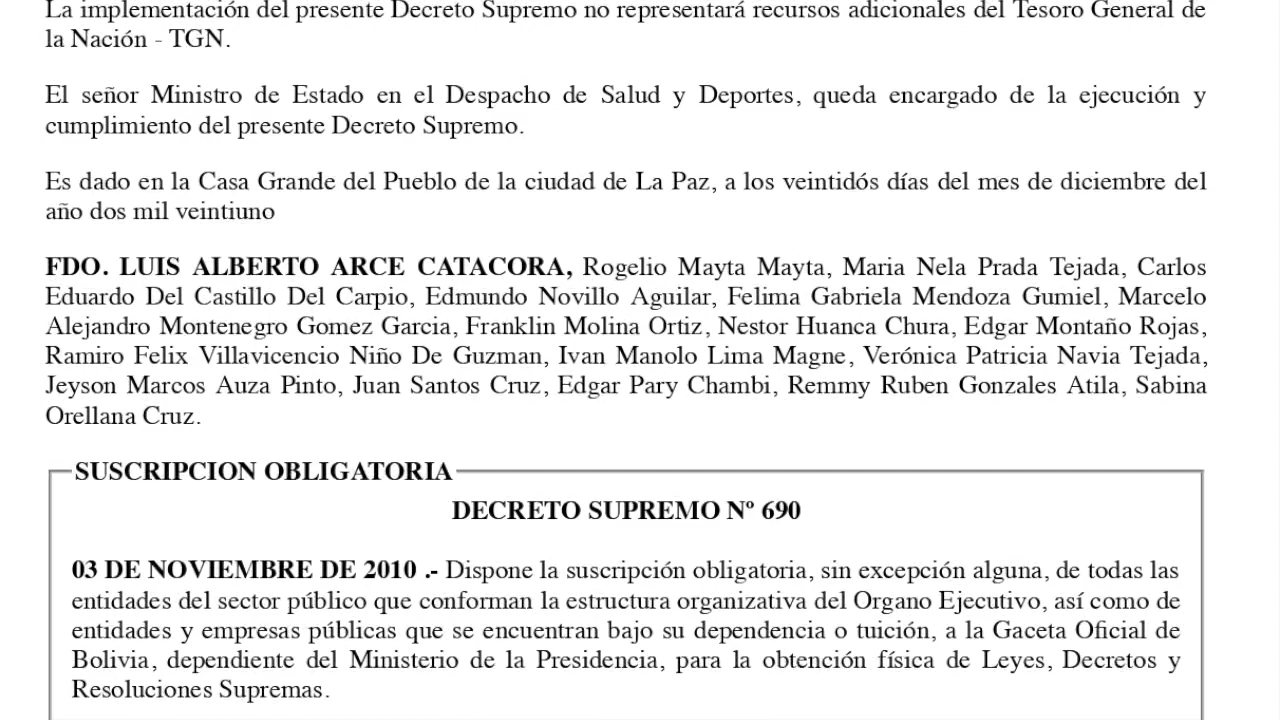 La implementación del presente Decreto Supremo no representará recursos adicionales del Tesoro General de
la Nación - TGN.
El señor Ministro de Estado en el Despacho de Salud y Deportes, queda encargado de la ejecución y
cumplimiento del presente Decreto Supremo.
Es dado en la Casa Grande del Pueblo de la ciudad de La Paz, a los veintidós días del mes de diciembre del
año dos mil veintiuno
FDO. LUIS ALBERTO ARCE CATACORA, Rogelio Mayta Mayta, Maria Nela Prada Tejada, Carlos
Eduardo Del Castillo Del Carpio, Edmundo Novillo Aguilar, Felima Gabriela Mendoza Gumiel, Marcelo
Alejandro Montenegro Gomez Garcia, Franklin Molina Ortiz, Nestor Huanca Chura, Edgar Montaño Rojas,
Ramiro Felix Villavicencio Niño De Guzman, Ivan Manolo Lima Magne, Verónica Patricia Navia Tejada,
Jeyson Marcos Auza Pinto, Juan Santos Cruz, Edgar Pary Chambi, Remmy Ruben Gonzales Atila, Sabina
Orellana Cruz.
SUSCRIPCION OBLIGATORIA
DECRETO SUPREMO Nº 690
03 DE NOVIEMBRE DE 2010 .- Dispone la suscripción obligatoria, sin excepción alguna, de todas las
entidades del sector público que conforman la estructura organizativa del Organo Ejecutivo, así como de
entidades y empresas públicas que se encuentran bajo su dependencia o tuición, a la Gaceta Oficial de
Bolivia, dependiente del Ministerio de la Presidencia, para la obtención física de Leyes, Decretos y
Resoluciones Supremas.